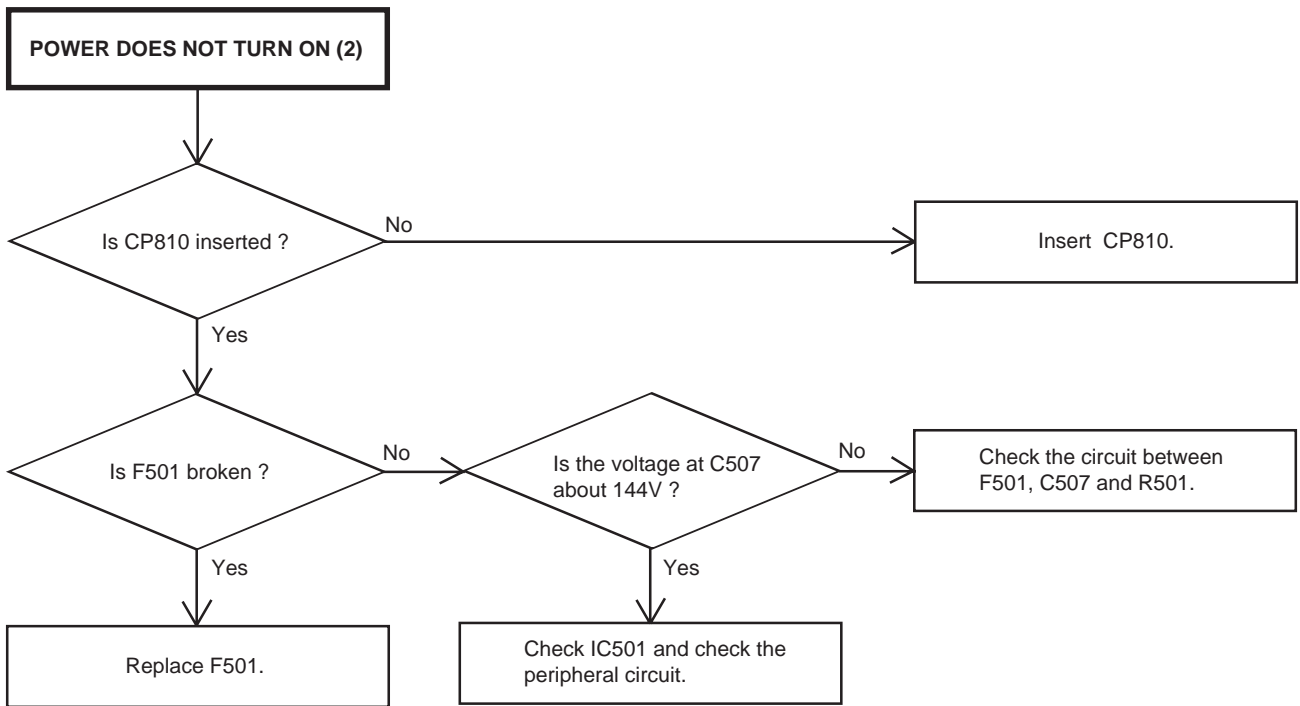 POWER DOES NOT TURN ON (2)
Is CP810 inserted ?
No
Insert CP810.
Yes
Is F501 broken ?
No
Is the voltage at C507
about 144V ?
No
Check the circuit between
F501, C507 and R501.
Yes
Replace F501.
Yes
Check IC501 and check the
peripheral circuit.